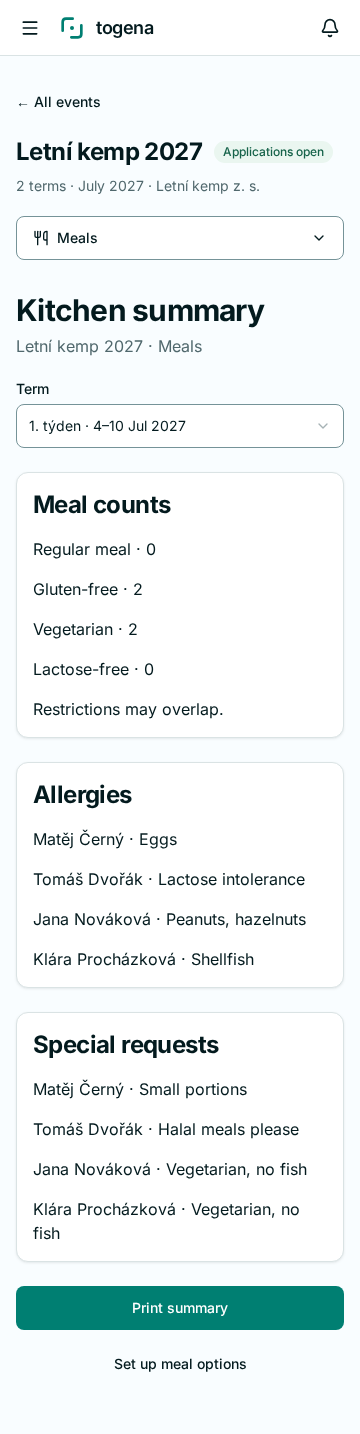 togena
← All events
Letní kemp 2027 Applications open
2 terms · July 2027 · Letní kemp z. s.
Meals
Kitchen summary
Letní kemp 2027 · Meals
Term
1. týden · 4–10 Jul 2027
Meal counts
Regular meal · 0
Gluten-free · 2
Vegetarian · 2
Lactose-free · 0
Restrictions may overlap.
Allergies
Matěj Černý · Eggs
Tomáš Dvořák · Lactose intolerance
Jana Nováková · Peanuts, hazelnuts
Klára Procházková · Shellfish
Special requests
Matěj Černý · Small portions
Tomáš Dvořák · Halal meals please
Jana Nováková · Vegetarian, no fish
Klára Procházková · Vegetarian, no
fish
Print summary
Set up meal options